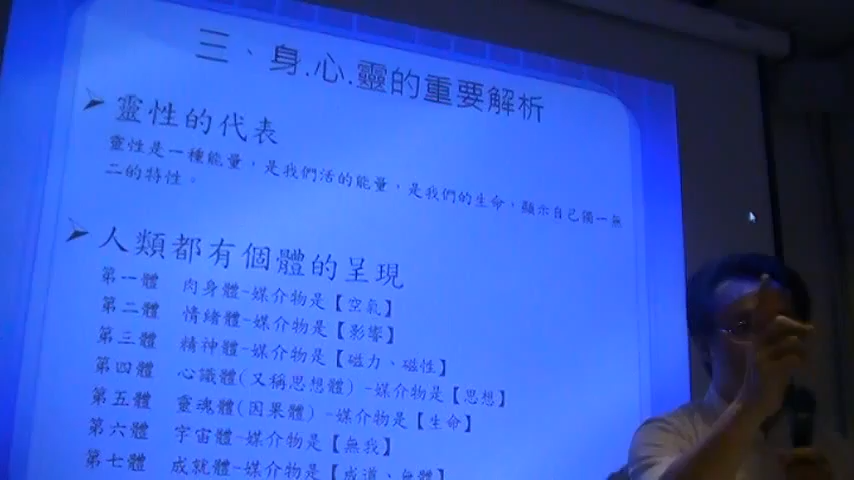 三、身.心.靈的重要解析
靈性的代表
靈性是一種能量，是我們活的能量，是我們的生命，顯示自已獨一無
二的特性。
人類都有個體的呈現
第一體 肉身體-媒介物是【空氣】
第二體 情緒體-媒介物是【影響】
第三體 精神體-媒介物是【磁力、磁性】
第四體 心識體(又稱思想體)-媒介物是【思想】
第五體 靈魂體(因果體)-媒介物是【生命】
第六體 宇宙體-媒介物是【無我】
第七體 成就體-媒介物是【成道、無體】